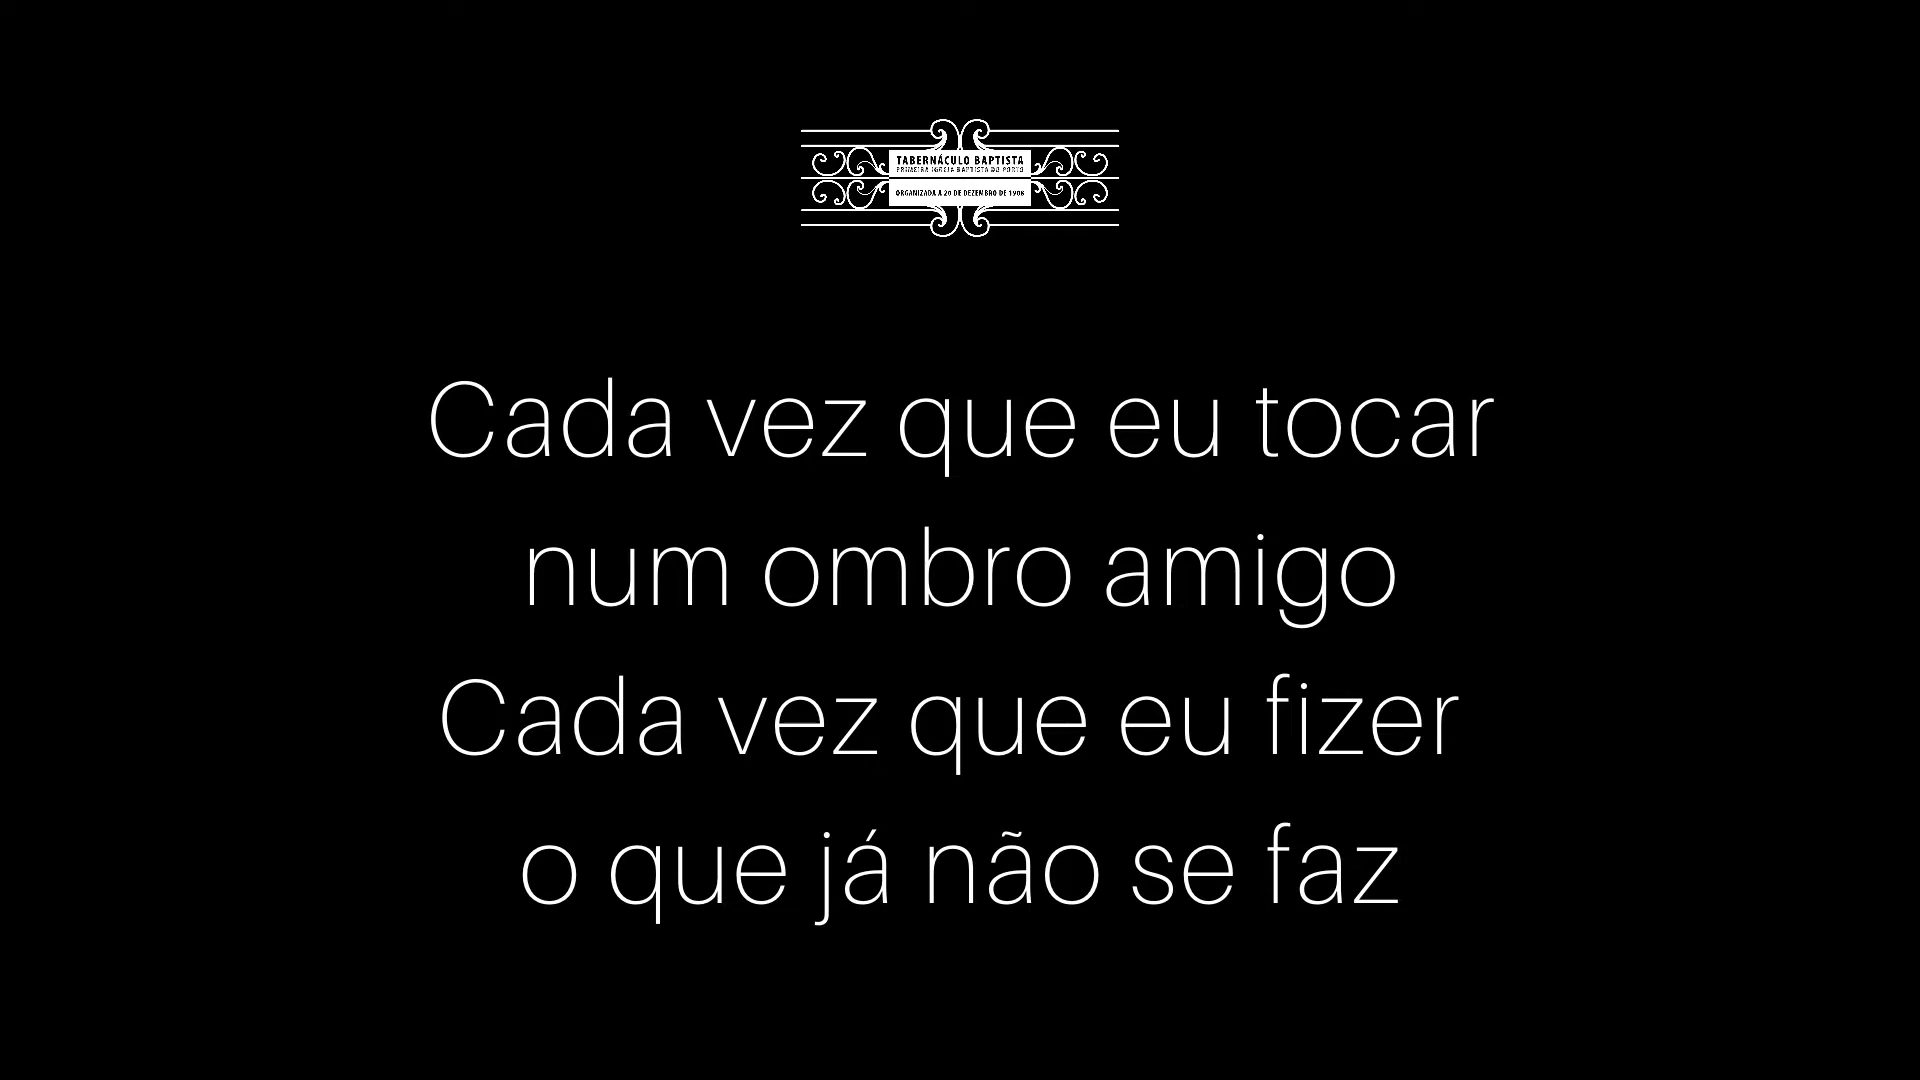 TABERNÁCULO BAPTISTA
PRIMEIRA IGREJA BAPTISTA DO PORTO
ORGANIZADA A 20 DE DEZEMBRO DE 1908
Cada vez que eu tocar
num ombro amigo
Cada vez que eu fizer
o que já não se faz